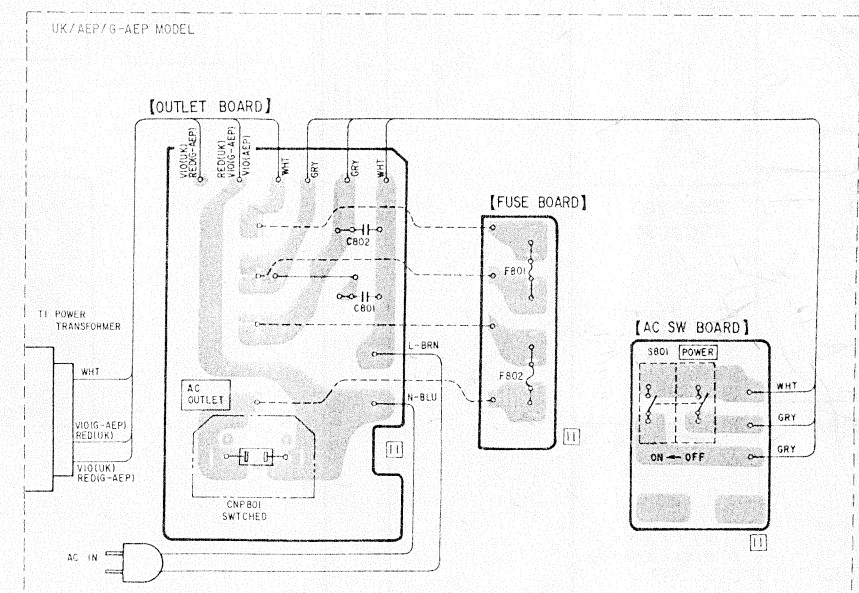 UK/AEP/G-AEP MODEL
【OUTLET BOARD】
VIO(UK)
RED(G-AEP)
RED(UK)
VIO(G-AEP)
VIO(AEP)
WHT
GRY
GRY
WHT
C802
C801
【FUSE BOARD】
F801
F802
11
T1 POWER
TRANSFORMER
WHT
VIO(G-AEP)
RED(UK)
VIO(UK)
RED(G-AEP)
L-BRN
N-BLU
AC
OUTLET
11
CNP801
SWTCHED
AC IN
【AC SW BOARD】
S801 POWER
WHT
GRY
GRY
ON ← OFF
11